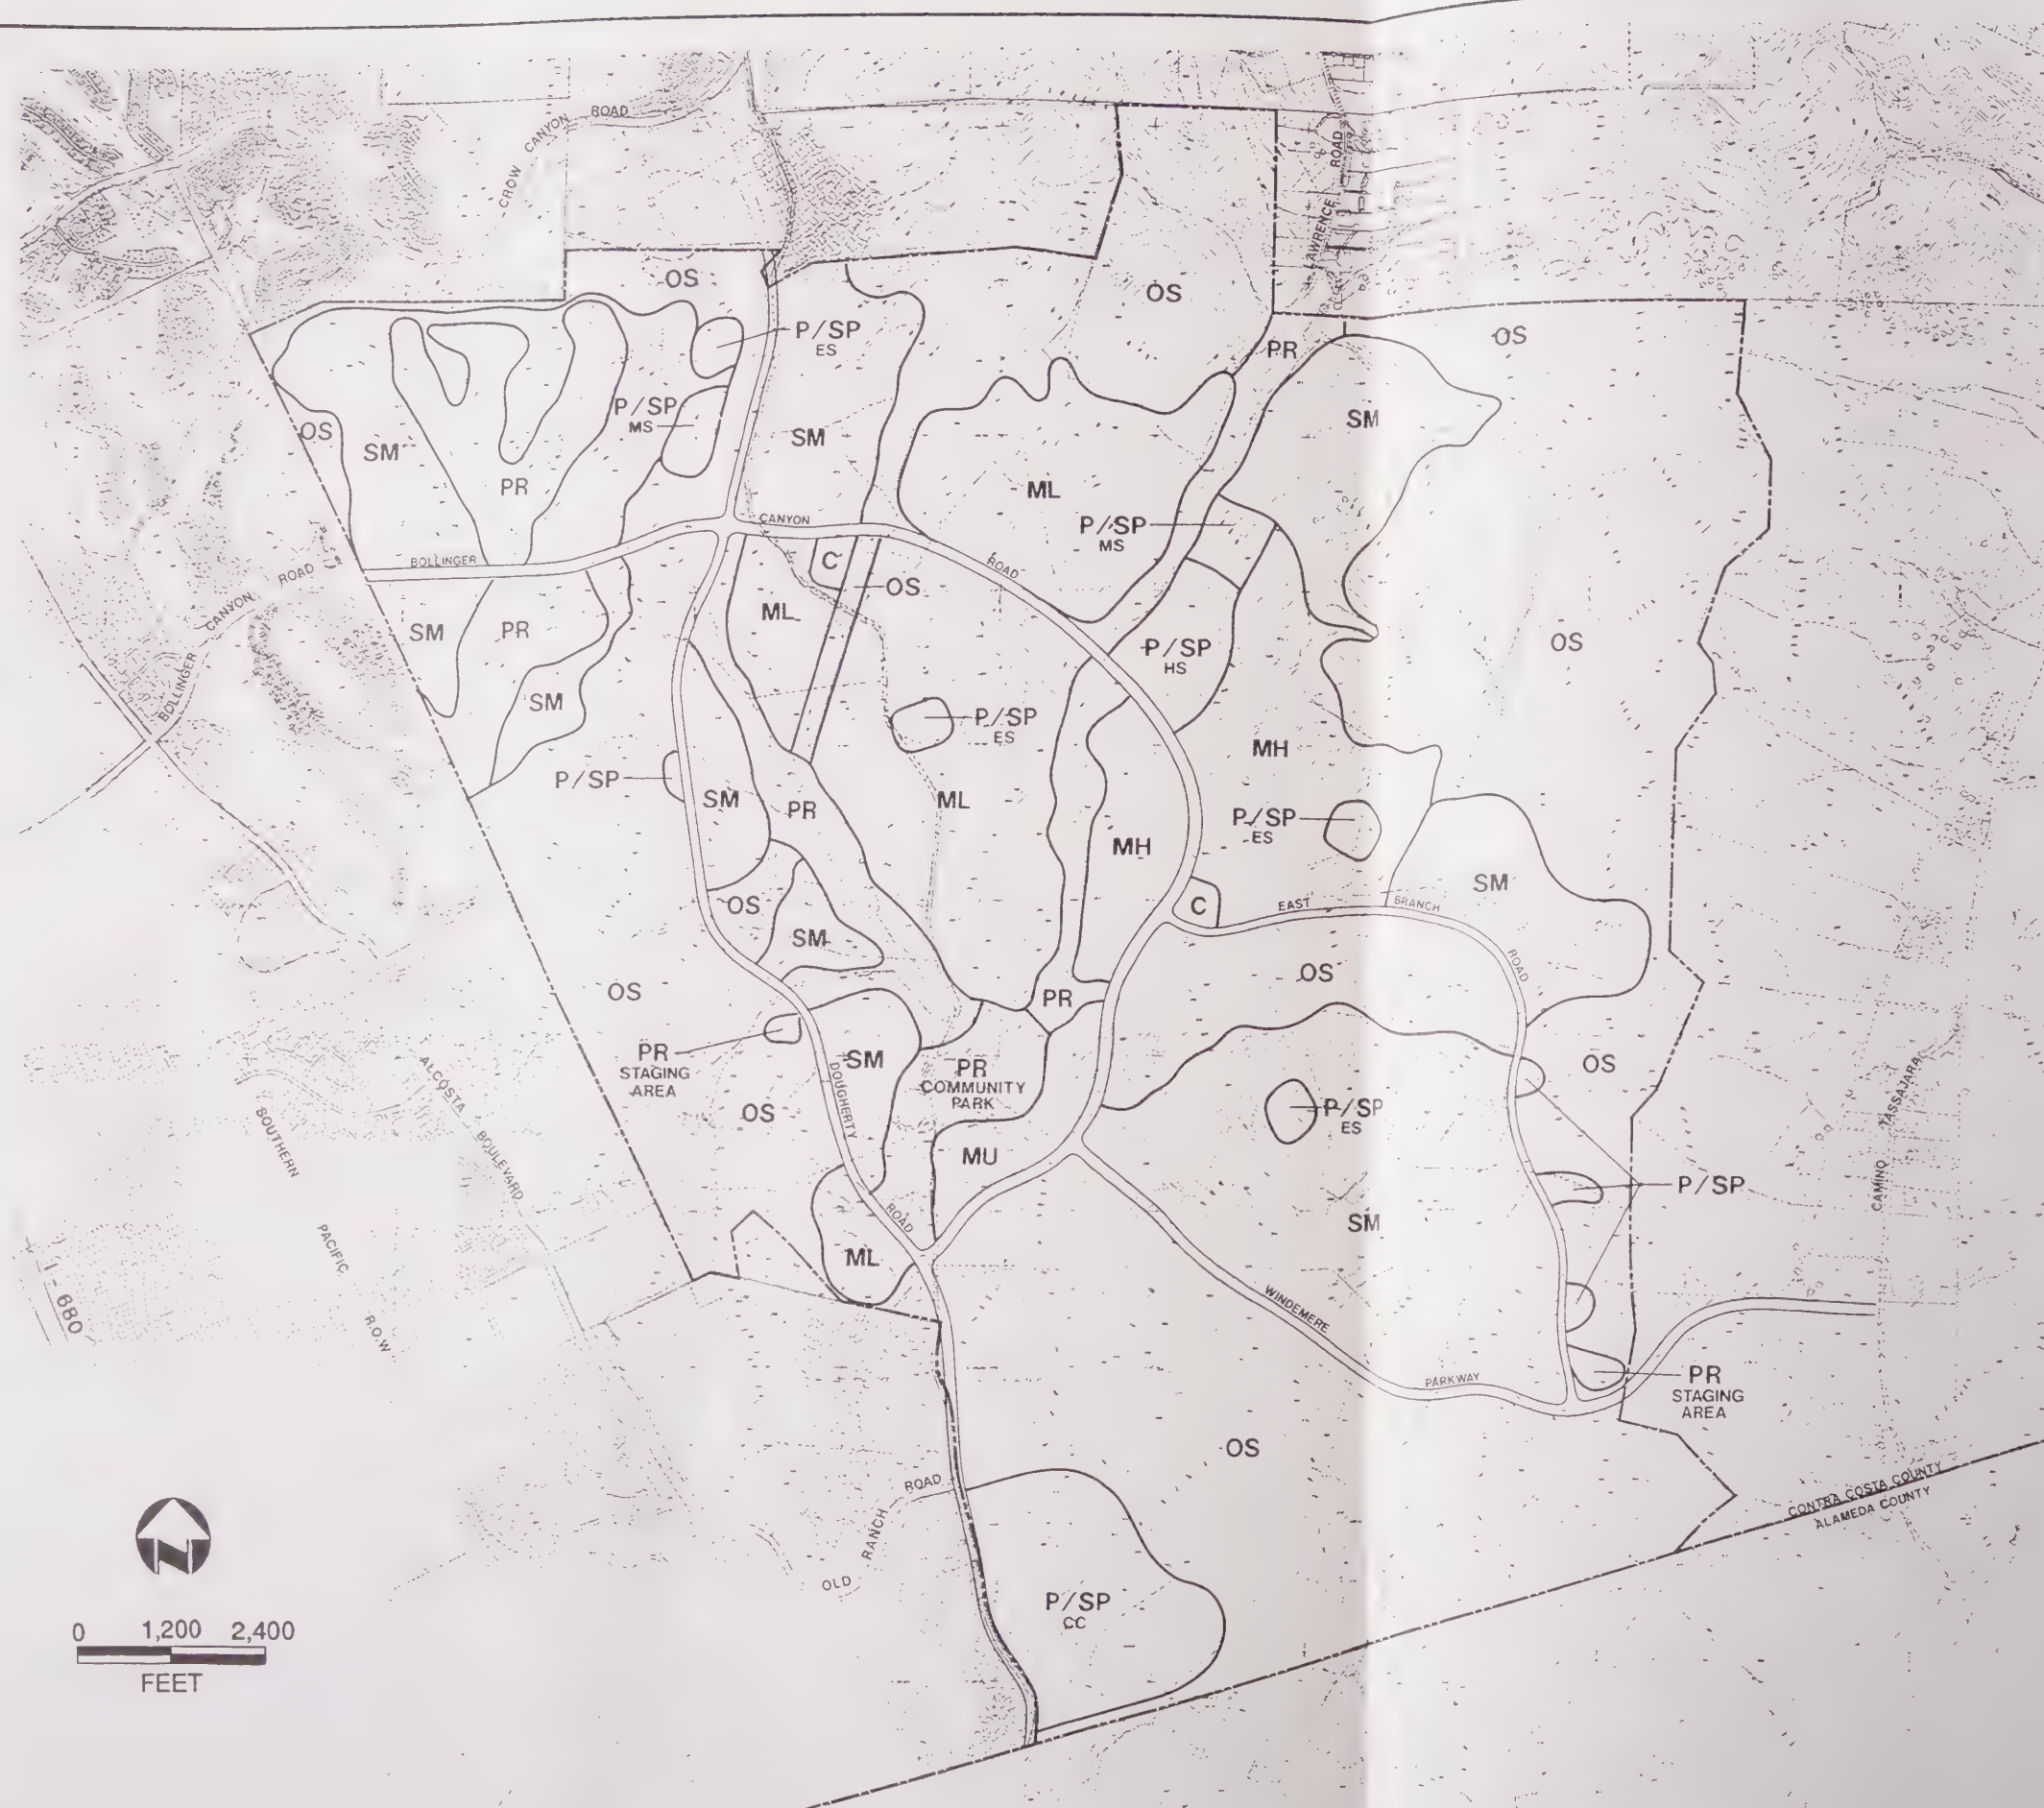 CROW CANYON ROAD
LAWRENCE ROAD
OS
OS
P/SP
ES
PR
OS
P/SP
MS
SM
OS
SM
SM
PR
ML
P/SP
MS
BOLLINGER CANYON ROAD
C
OS
BOLLINGER CANYON ROAD
ML
SM
PR
P/SP
HS
OS
SM
P/SP
ES
MH
P/SP
SM
PR
ML
P/SP
ES
MH
SM
OS
C
EAST BRANCH ROAD
SM
OS
OS
PR
PR
STAGING
AREA
SM
PR
COMMUNITY
PARK
OS
OS
DOUGHERTY ROAD
P/SP
ES
MU
P/SP
SM
ML
ALCOSTA BOULEVARD
SOUTHERN PACIFIC R.O.W
I-680
CAMINO TASSAJARA
WINDEMERE PARKWAY
PR
STAGING
AREA
OS
OLD RANCH ROAD
CONTRA COSTA COUNTY
ALAMEDA COUNTY
P/SP
CC
N
0 1,200 2,400
FEET